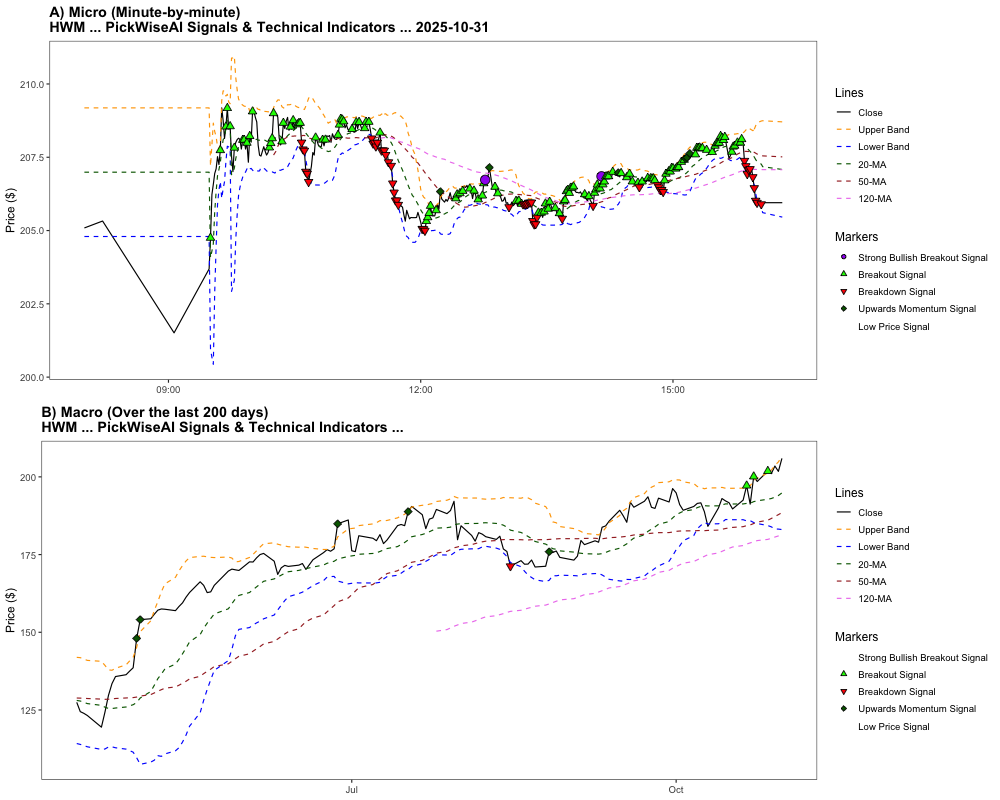 A) Micro (Minute-by-minute)
HWM ... PickWiseAI Signals & Technical Indicators ... 2025-10-31
Price ($)
210.0
207.5
205.0
202.5
200.0
09:00
12:00
15:00
Lines
Close
Upper Band
Lower Band
20-MA
50-MA
120-MA
Markers
Strong Bullish Breakout Signal
Breakout Signal
Breakdown Signal
Upwards Momentum Signal
Low Price Signal
B) Macro (Over the last 200 days)
HWM ... PickWiseAI Signals & Technical Indicators ...
Price ($)
200
175
150
125
Jul
Oct
Lines
Close
Upper Band
Lower Band
20-MA
50-MA
120-MA
Markers
Strong Bullish Breakout Signal
Breakout Signal
Breakdown Signal
Upwards Momentum Signal
Low Price Signal